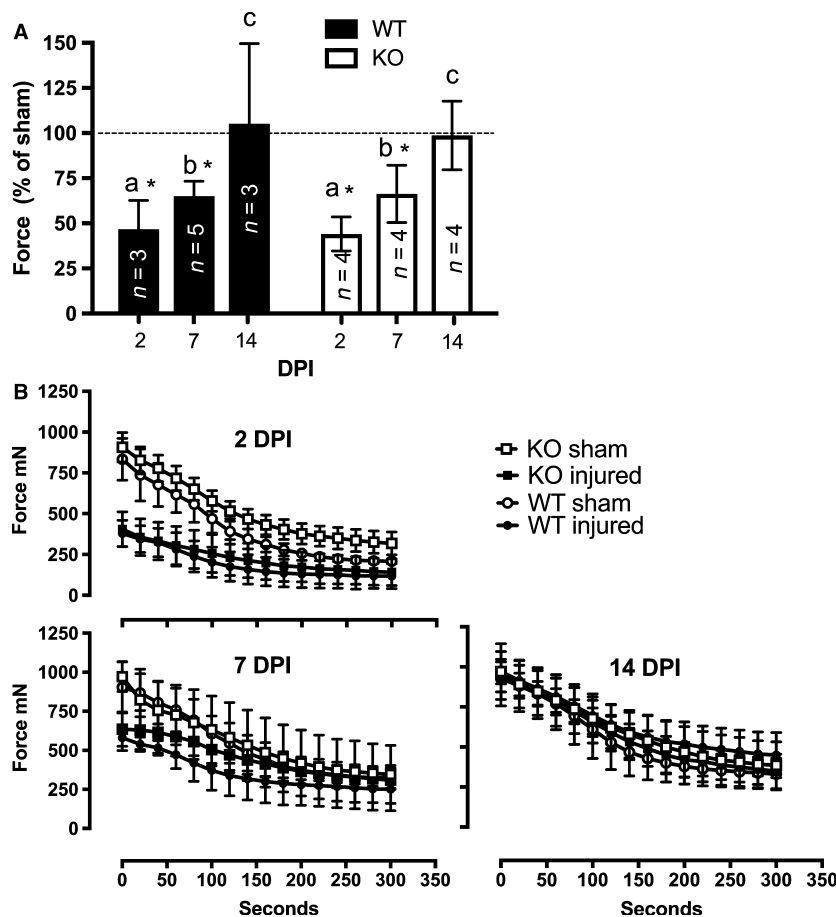 A
WT
KO
Force (% of sham)
150
125
100
75
50
25
0
a *
b *
c
a *
b *
c
n = 3
n = 5
n = 3
n = 4
n = 4
n = 4
2 7 14 2 7 14
DPI
B
Force mN
1250
1000
750
500
250
0
2 DPI
KO sham
KO injured
WT sham
WT injured
Force mN
1250
1000
750
500
250
0
7 DPI
14 DPI
0 50 100 150 200 250 300 350
Seconds
0 50 100 150 200 250 300 350
Seconds